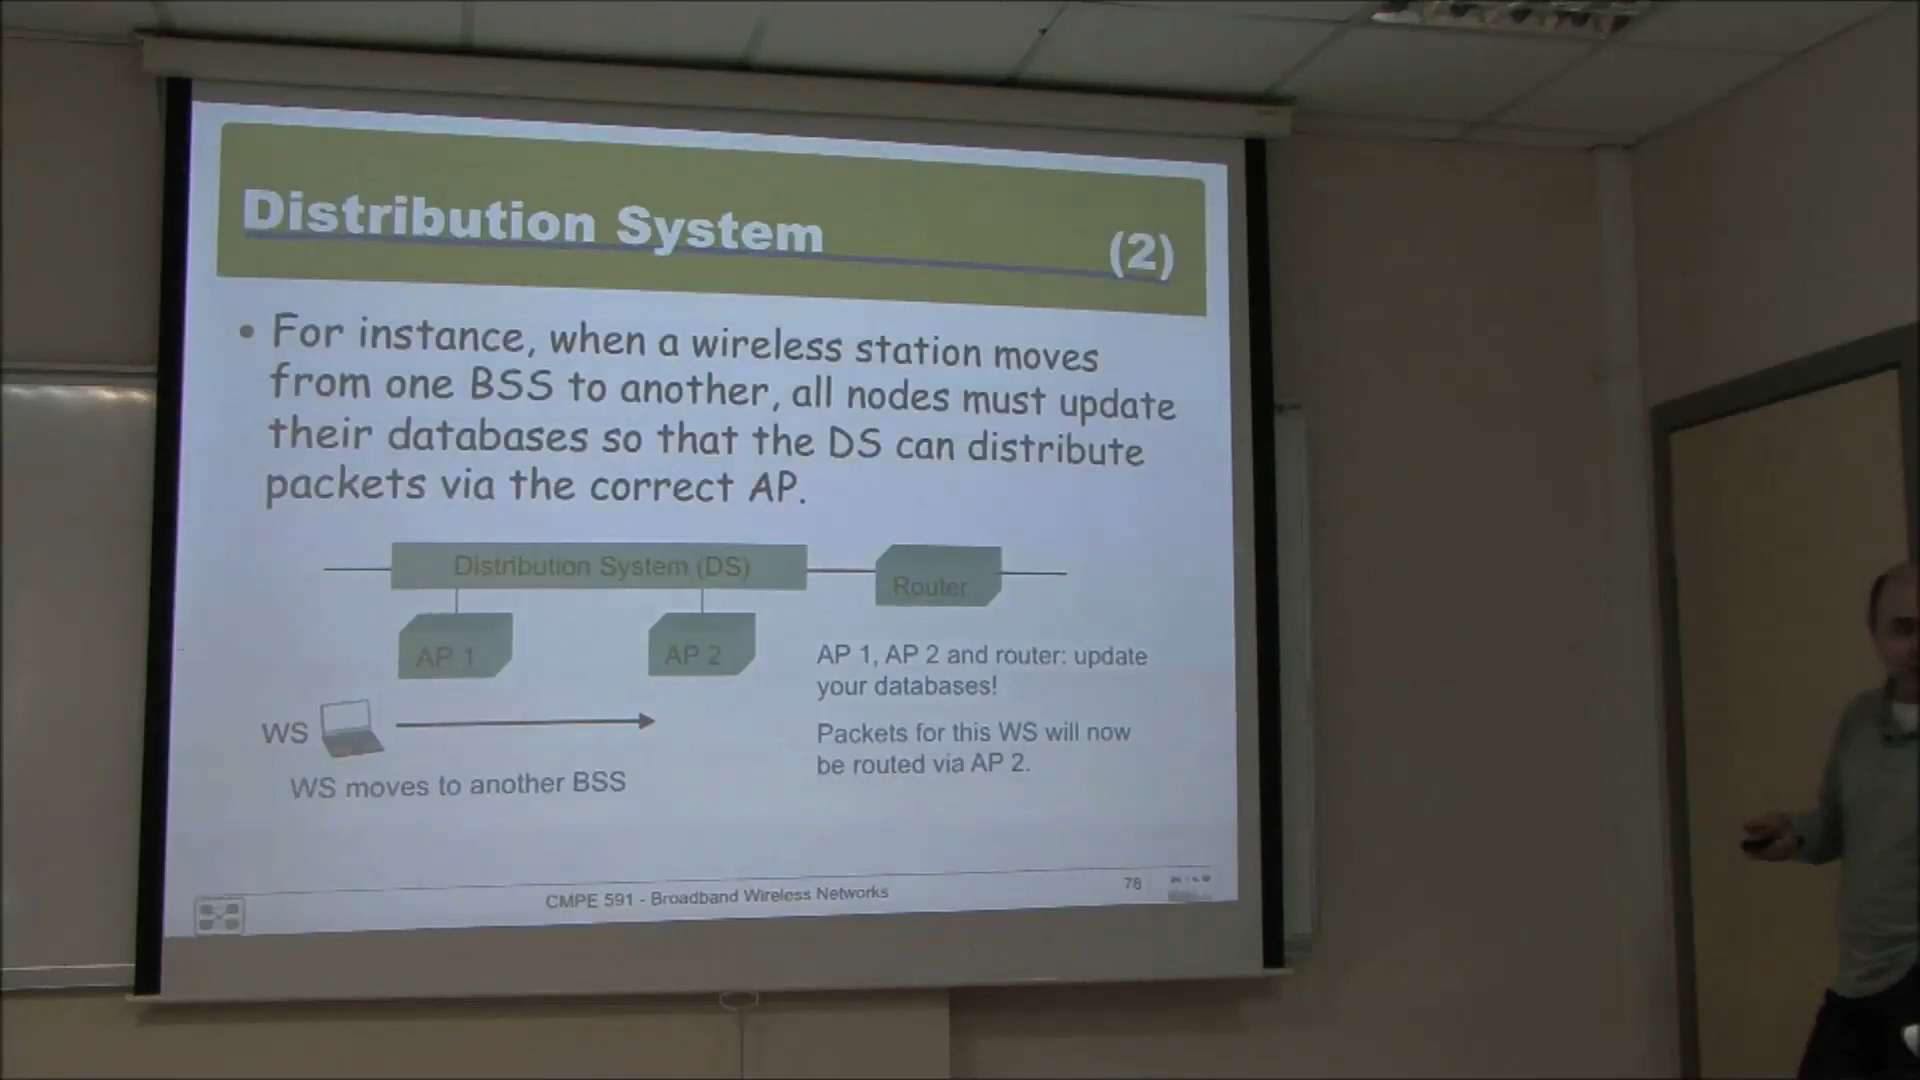 Distribution System (2)
• For instance, when a wireless station moves
from one BSS to another, all nodes must update
their databases so that the DS can distribute
packets via the correct AP.
Distribution System (DS)
Router
AP 1
AP 2
AP 1, AP 2 and router: update
your databases!
WS
Packets for this WS will now
be routed via AP 2.
WS moves to another BSS
CMPE 591 - Broadband Wireless Networks
78